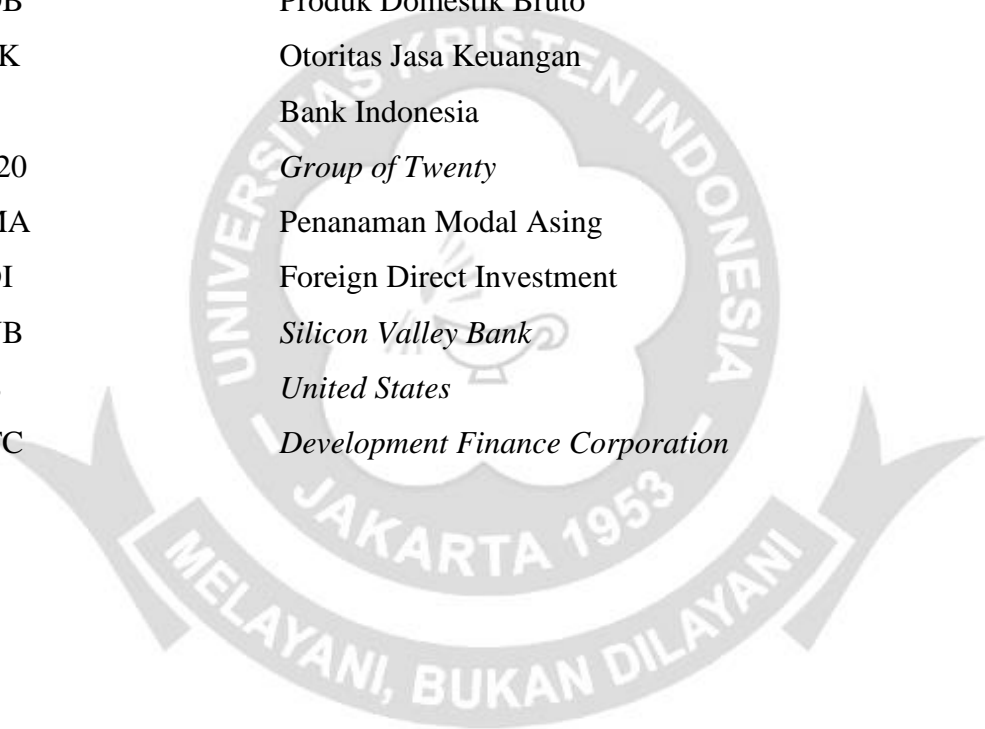 B Produk Domestik Bruto
K Otoritas Jasa Keuangan
Bank Indonesia
20 Group of Twenty
MA Penanaman Modal Asing
I Foreign Direct Investment
B Silicon Valley Bank
United States
C Development Finance Corporation
UNIVERSITAS KRISTEN INDONESIA
JAKARTA 1953
MELAYANI, BUKAN DILAYANI